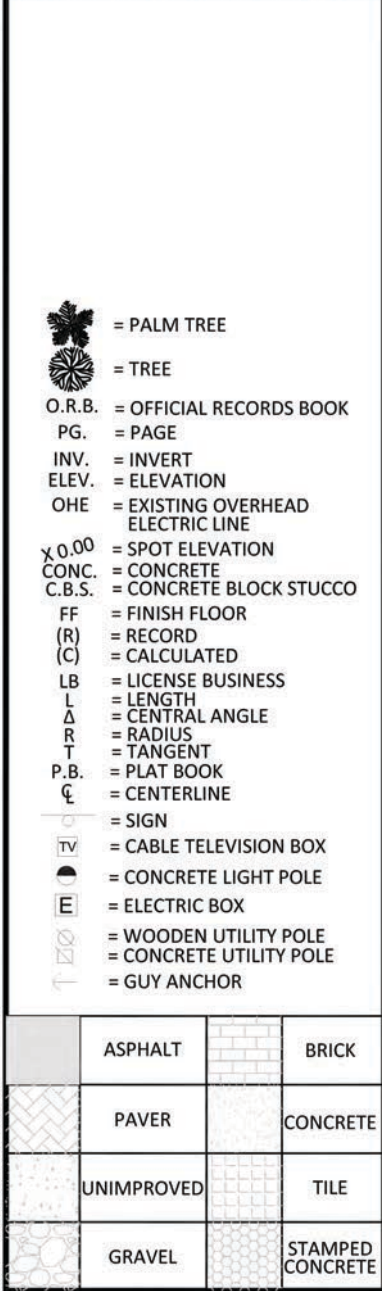 = PALM TREE
= TREE
O.R.B. = OFFICIAL RECORDS BOOK
PG. = PAGE
INV. = INVERT
ELEV. = ELEVATION
OHE = EXISTING OVERHEAD
ELECTRIC LINE
X 0.00 = SPOT ELEVATION
CONC. = CONCRETE
C.B.S. = CONCRETE BLOCK STUCCO
FF = FINISH FLOOR
(R) = RECORD
(C) = CALCULATED
LB = LICENSE BUSINESS
L = LENGTH
Δ = CENTRAL ANGLE
R = RADIUS
T = TANGENT
P.B. = PLAT BOOK
℄ = CENTERLINE
= SIGN
TV = CABLE TELEVISION BOX
= CONCRETE LIGHT POLE
E = ELECTRIC BOX
= WOODEN UTILITY POLE
= CONCRETE UTILITY POLE
= GUY ANCHOR
ASPHALT BRICK
PAVER CONCRETE
UNIMPROVED TILE
GRAVEL STAMPED
CONCRETE